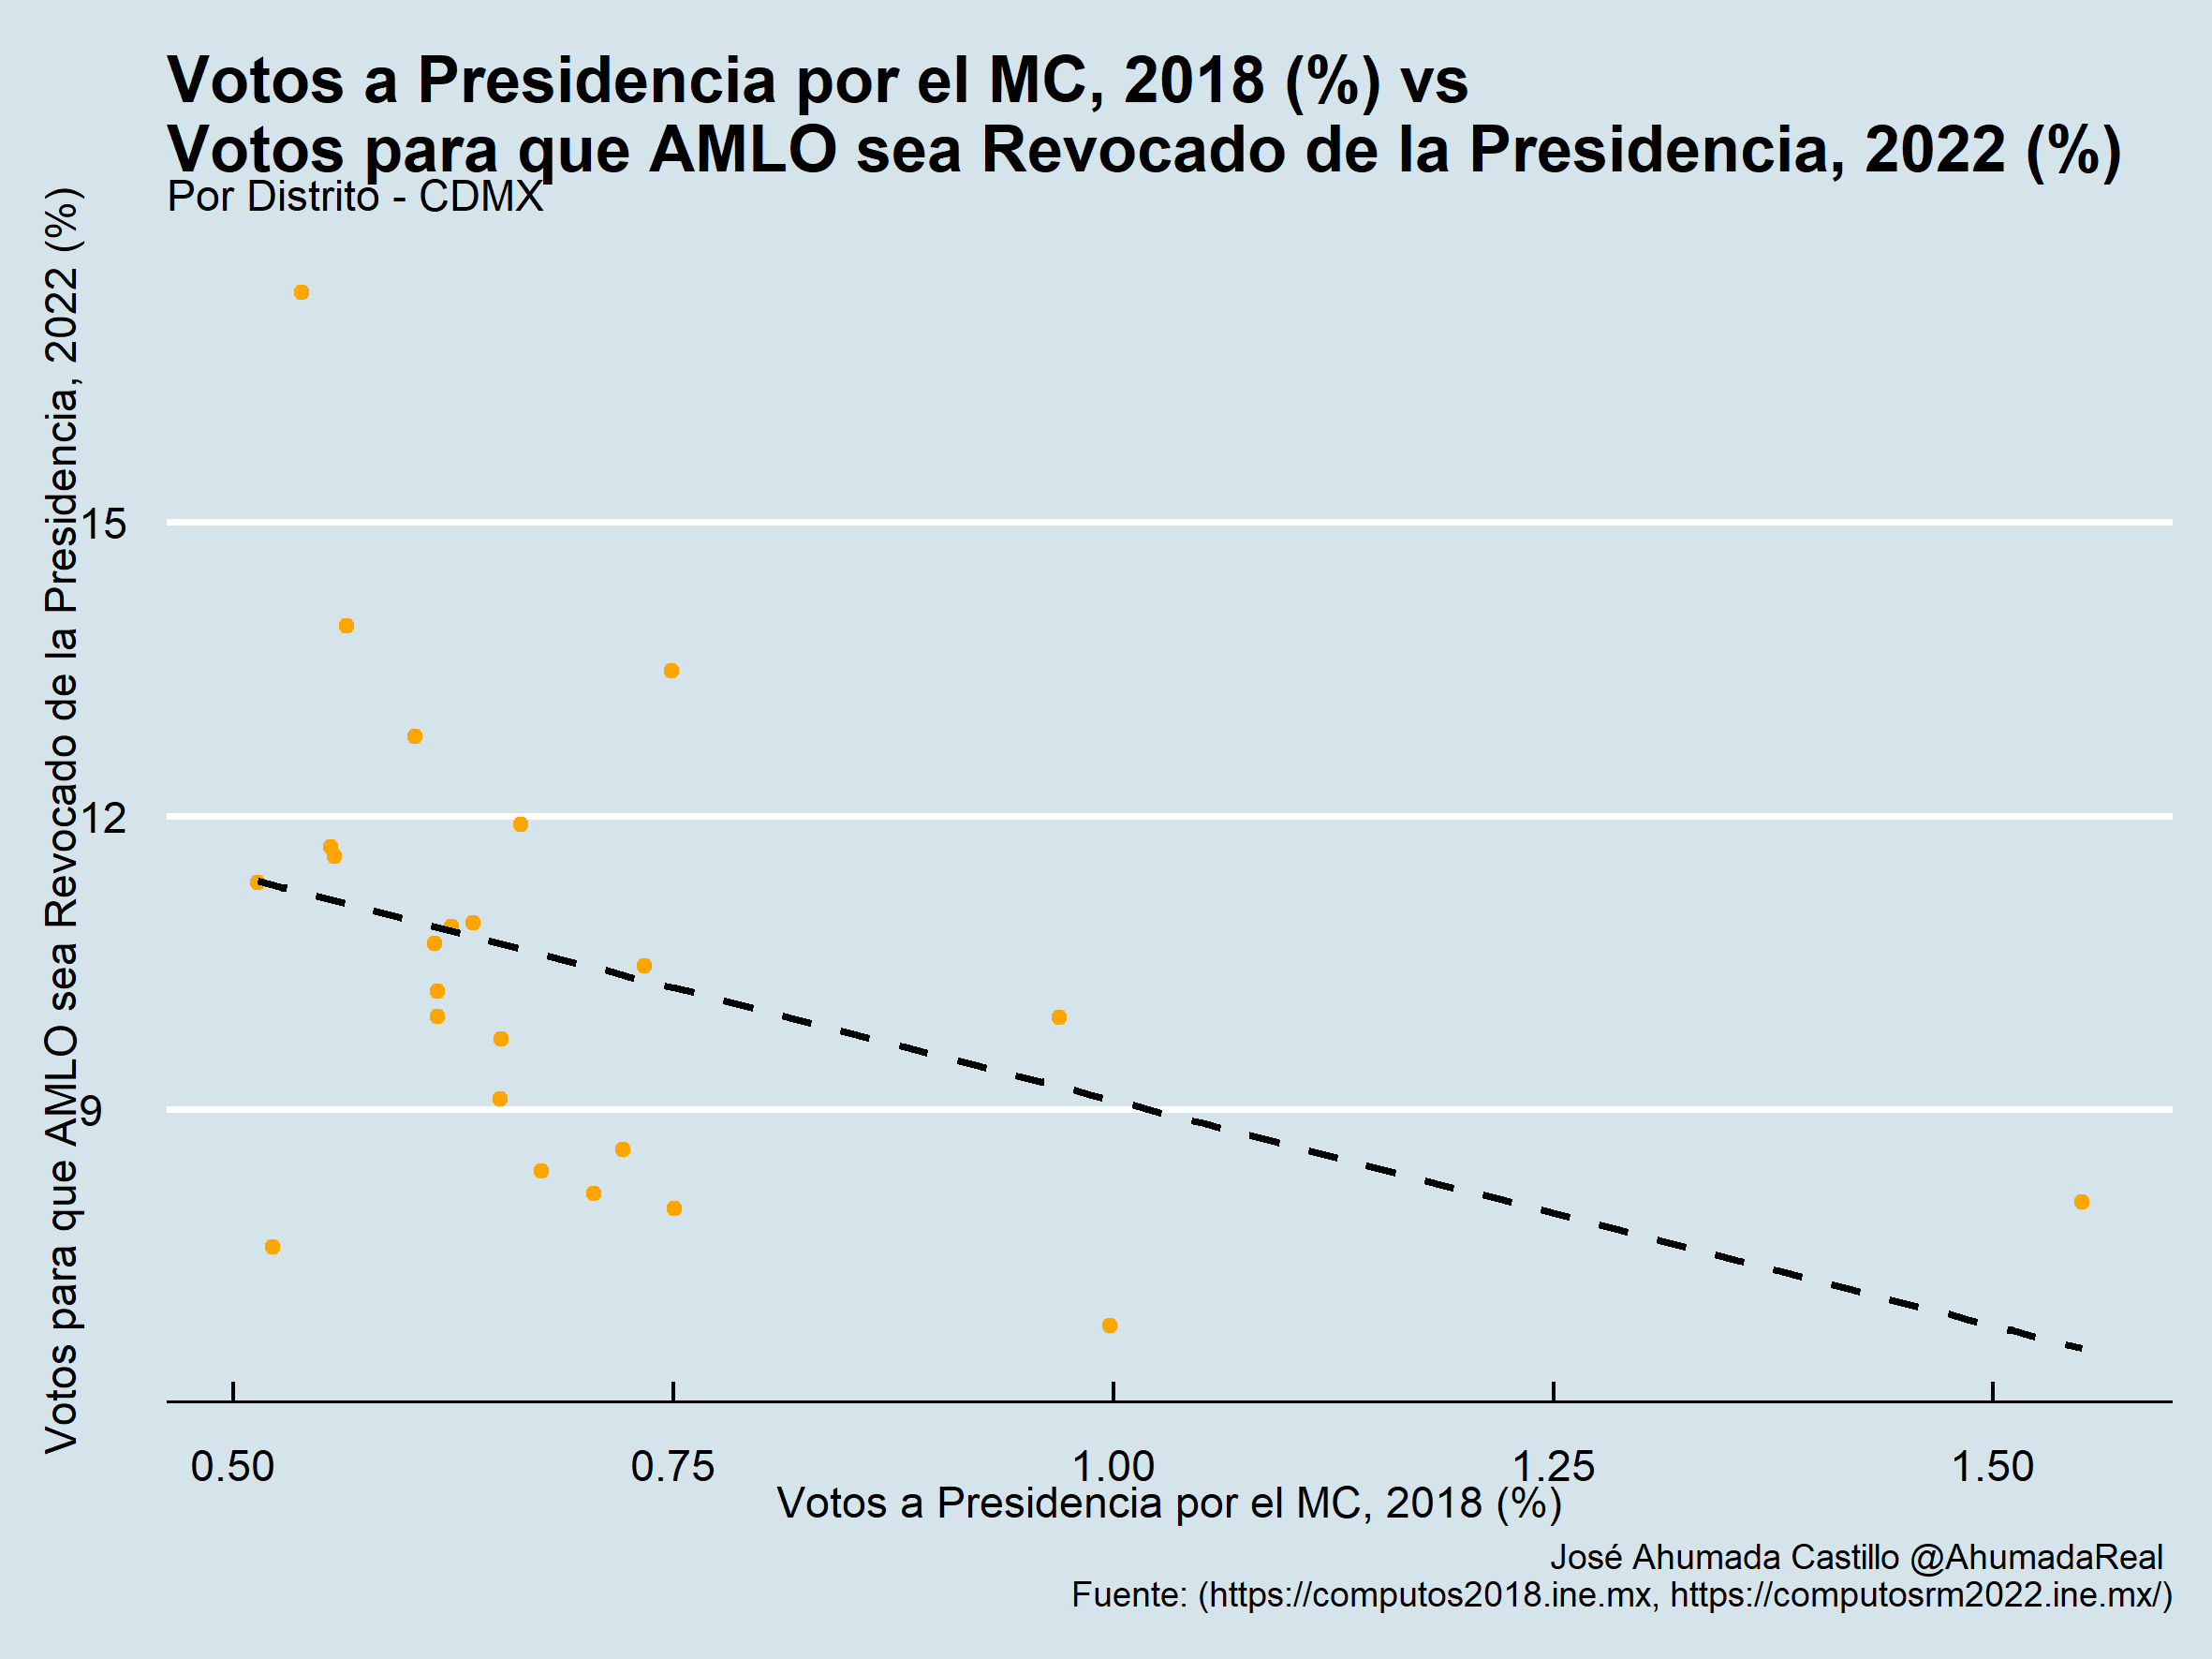 Votos a Presidencia por el MC, 2018 (%) vs
Votos para que AMLO sea Revocado de la Presidencia, 2022 (%)
Por Distrito - CDMX
Votos para que AMLO sea Revocado de la Presidencia, 2022 (%)
15
12
9
0.50 0.75 1.00 1.25 1.50
Votos a Presidencia por el MC, 2018 (%)
José Ahumada Castillo @AhumadaReal
Fuente: (https://computos2018.ine.mx, https://computosrm2022.ine.mx/)